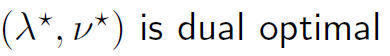 (λ⋆, ν⋆) is dual optimal